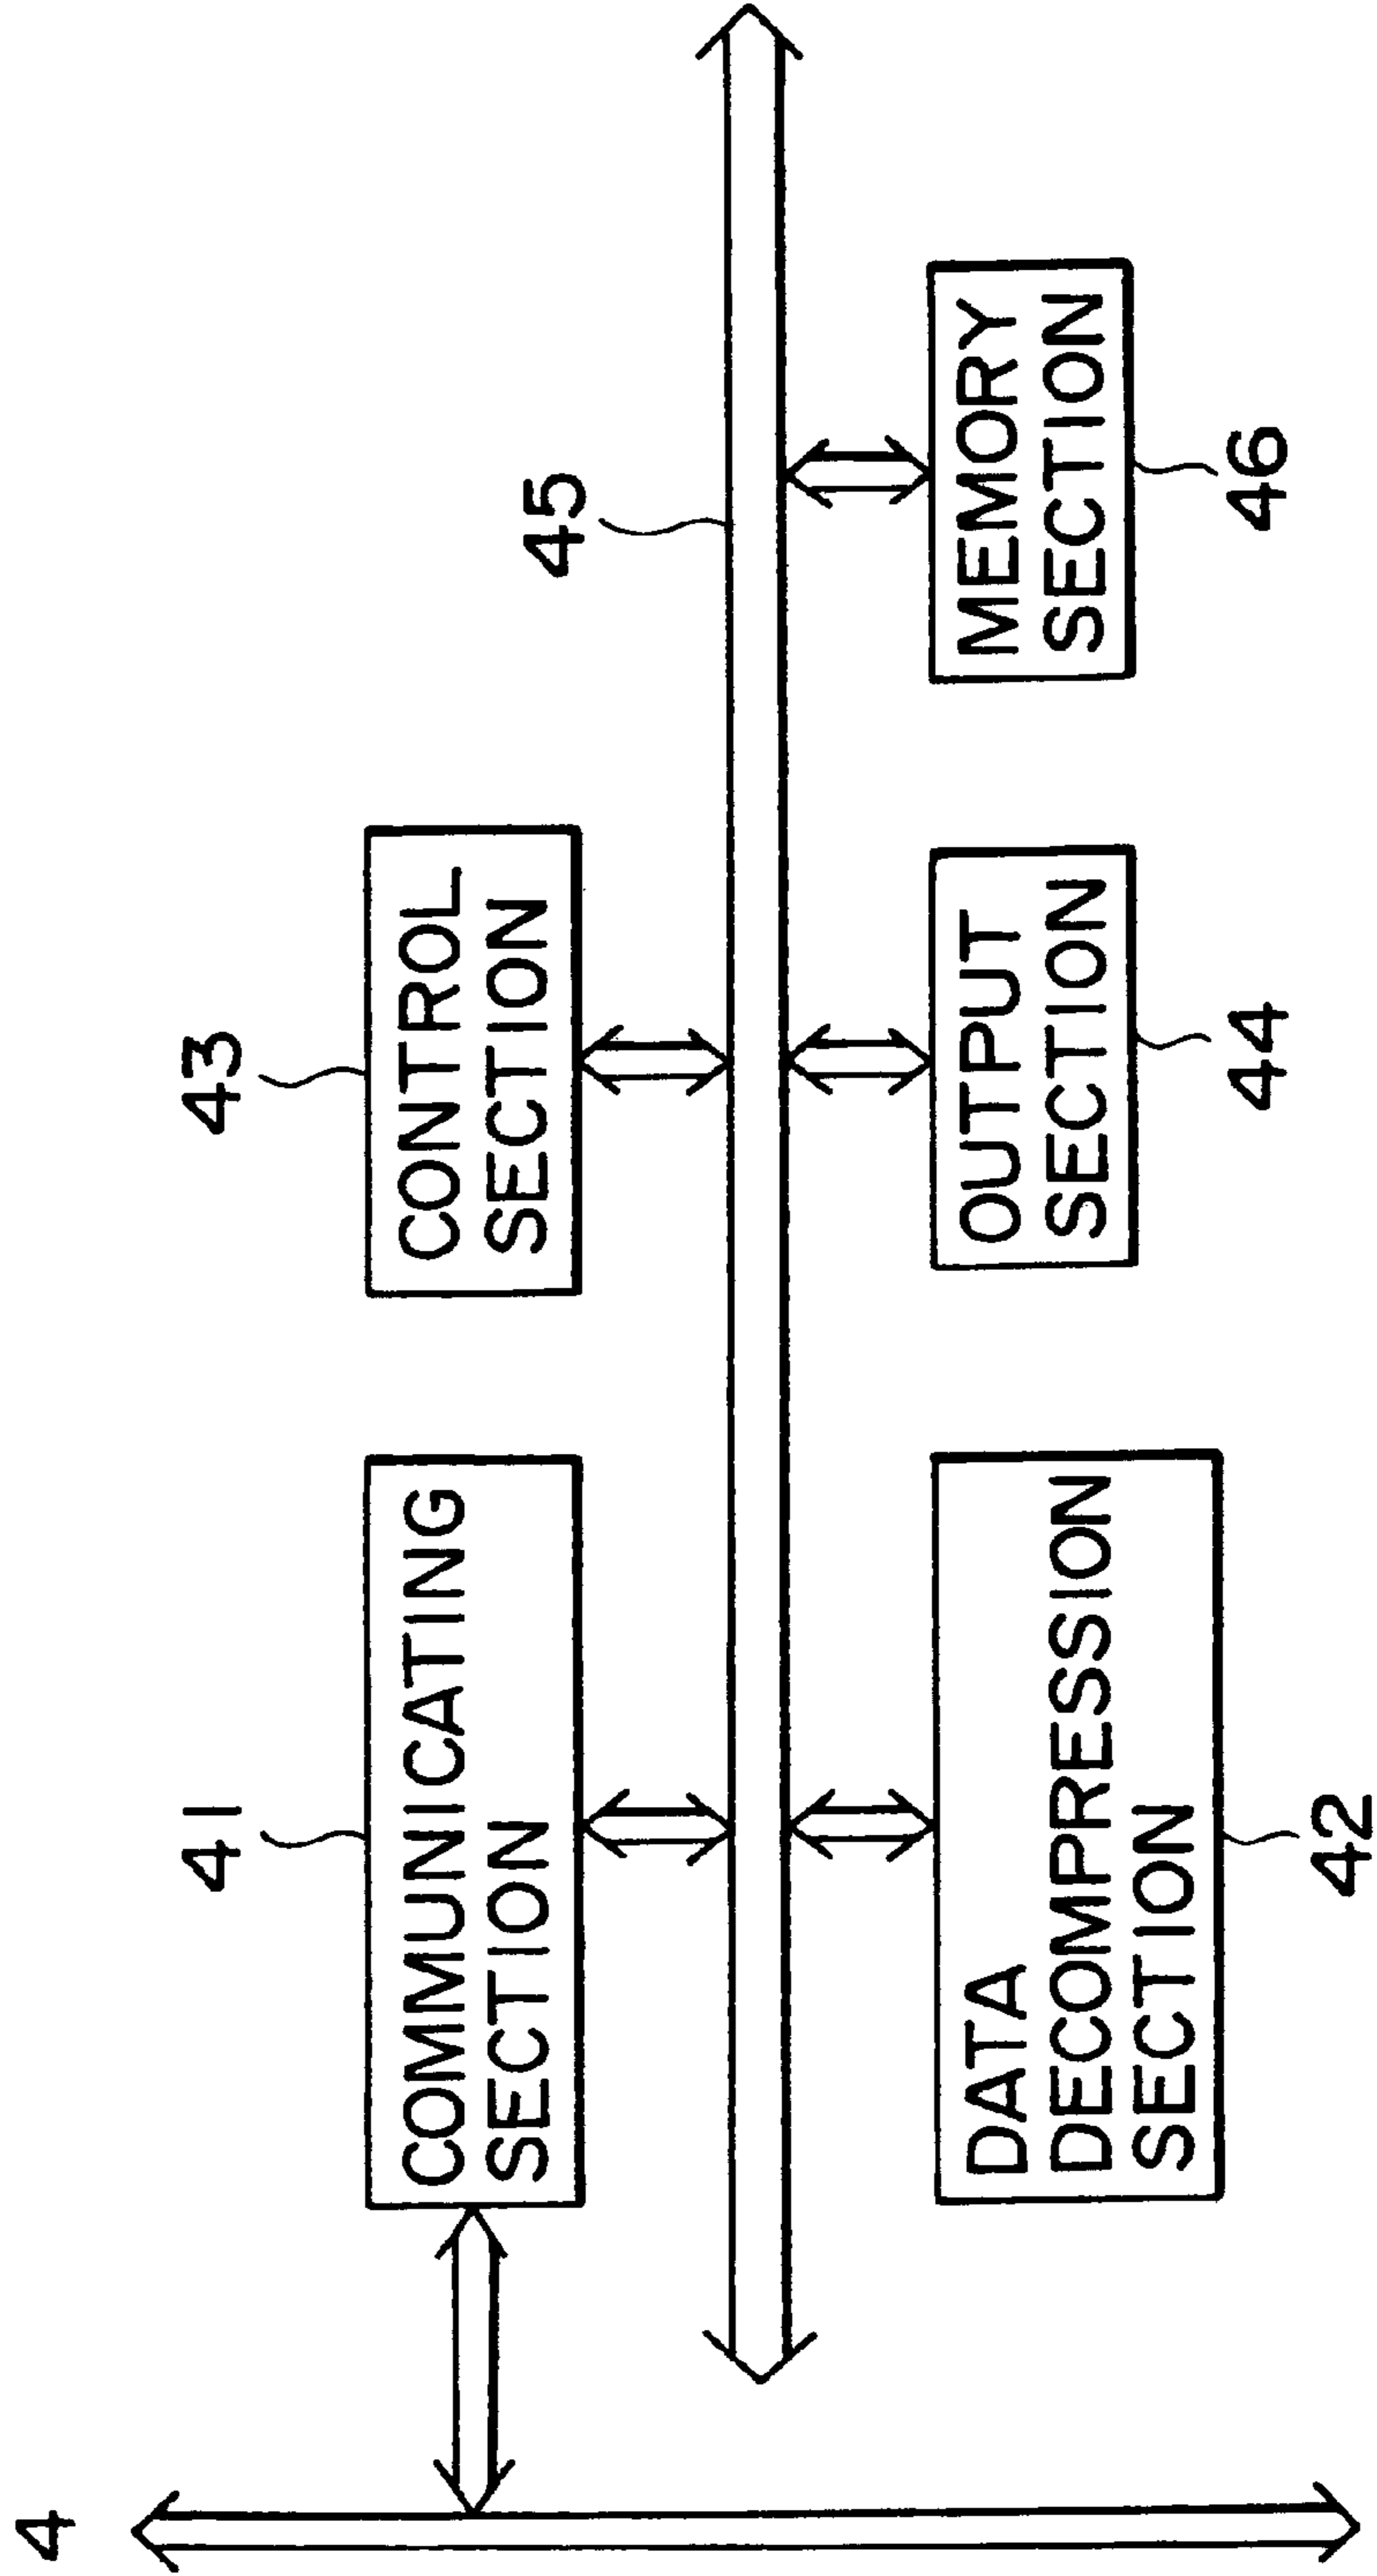 4
41
COMMUNICATING
SECTION
43
CONTROL
SECTION
45
DATA
DECOMPRESSION
SECTION
42
OUTPUT
SECTION
44
MEMORY
SECTION
46